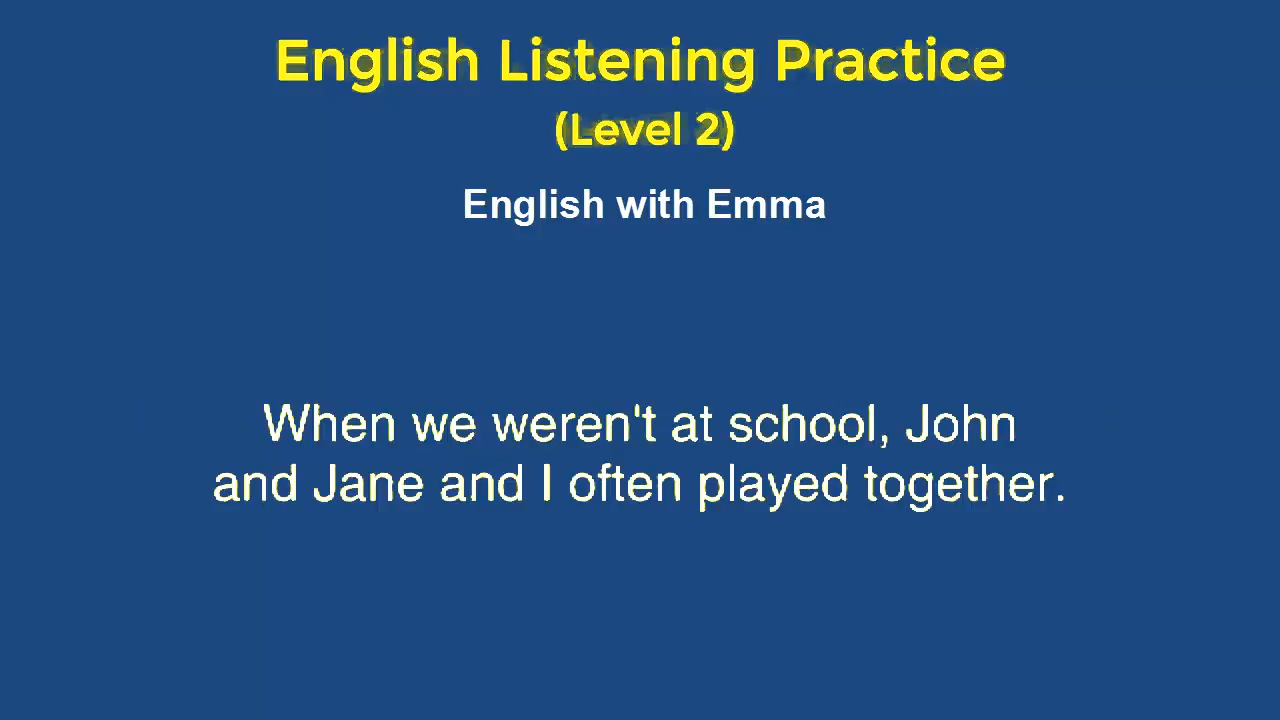 English Listening Practice
(Level 2)
English with Emma
When we weren't at school, John
and Jane and I often played together.